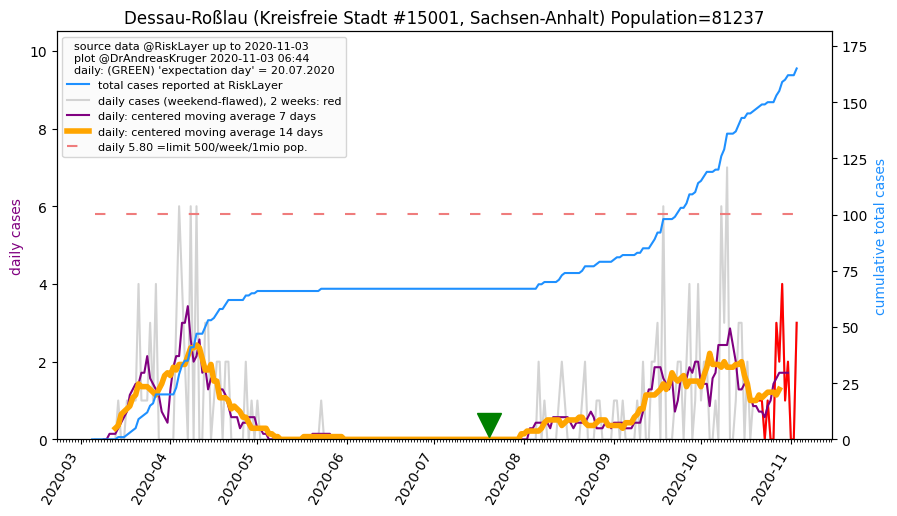 Dessau-Roßlau (Kreisfreie Stadt #15001, Sachsen-Anhalt) Population=81237
source data @RiskLayer up to 2020-11-03
plot @DrAndreasKruger 2020-11-03 06:44
daily: (GREEN) 'expectation day' = 20.07.2020
total cases reported at RiskLayer
daily cases (weekend-flawed), 2 weeks: red
daily: centered moving average 7 days
daily: centered moving average 14 days
daily 5.80 =limit 500/week/1mio pop.
daily cases
10
8
6
4
2
0
cumulative total cases
175
150
125
100
75
50
25
0
2020-03
2020-04
2020-05
2020-06
2020-07
2020-08
2020-09
2020-10
2020-11